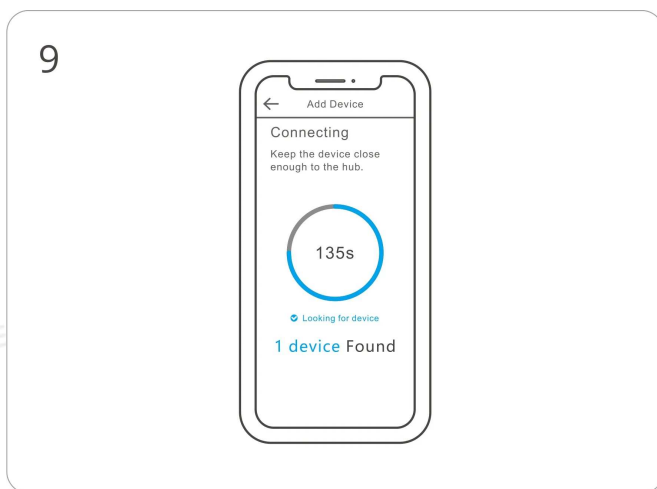 9
Add Device
Connecting
Keep the device close
enough to the hub.
135s
Looking for device
1 device Found